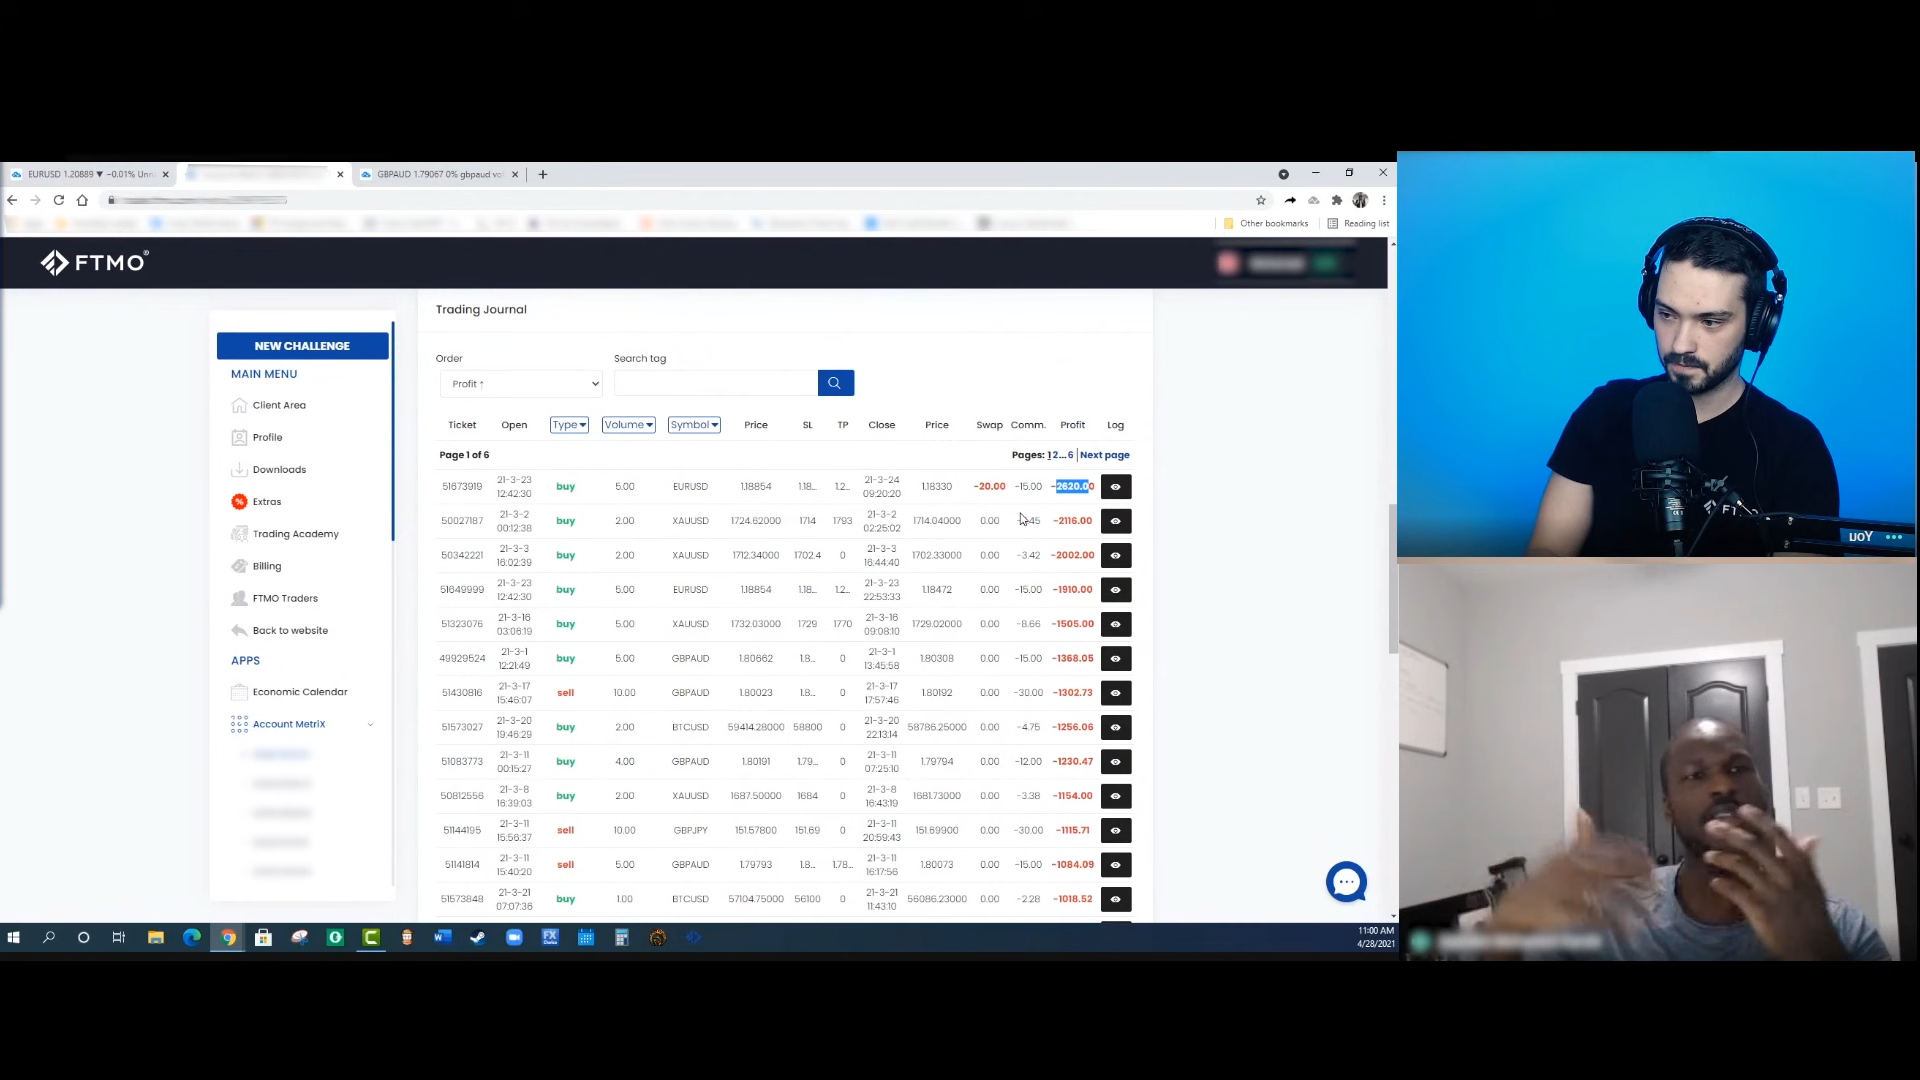 EURUSD 1.20889 ▼ −0.01% Unn
GBPAUD 1.79067 0% gbpaud vo
Other bookmarks
Reading list
FTMO®
NEW CHALLENGE
MAIN MENU
Client Area
Profile
Downloads
Extras
Trading Academy
Billing
FTMO Traders
Back to website
APPS
Economic Calendar
Account MetriX
Trading Journal
Order
Search tag
Profit ↑
Ticket Open Type Volume Symbol Price SL TP Close Price Swap Comm. Profit Log
Page 1 of 6
Pages: 1 2... 6 | Next page
51673919 21-3-23 12:42:30 buy 5.00 EURUSD 1.18854 1.18... 1.2... 21-3-24 09:20:20 1.18330 -20.00 -15.00 -2620.00
50027187 21-3-2 00:12:38 buy 2.00 XAUUSD 1724.62000 1714 1793 21-3-2 02:25:02 1714.04000 0.00 -2116.00
50342221 21-3-3 16:02:39 buy 2.00 XAUUSD 1712.34000 1702.4 0 21-3-3 16:44:40 1702.33000 0.00 -3.42 -2002.00
51649999 21-3-23 12:42:30 buy 5.00 EURUSD 1.18854 1.18... 1.2... 21-3-23 22:53:33 1.18472 0.00 -15.00 -1910.00
51323076 21-3-16 03:06:19 buy 5.00 XAUUSD 1732.03000 1729 1770 21-3-16 09:08:10 1729.02000 0.00 -8.66 -1505.00
49929524 21-3-1 12:21:49 buy 5.00 GBPAUD 1.80662 1.8... 0 21-3-1 13:45:58 1.80308 0.00 -15.00 -1368.05
51430816 21-3-17 15:46:07 sell 10.00 GBPAUD 1.80023 1.8... 0 21-3-17 17:57:46 1.80192 0.00 -30.00 -1302.73
51573027 21-3-20 19:46:29 buy 2.00 BTCUSD 59414.28000 58800 0 21-3-20 22:13:14 58786.25000 0.00 -4.75 -1256.06
51083773 21-3-11 00:15:27 buy 4.00 GBPAUD 1.80191 1.79... 0 21-3-11 07:25:10 1.79794 0.00 -12.00 -1230.47
50812556 21-3-8 16:39:03 buy 2.00 XAUUSD 1687.50000 1684 0 21-3-8 16:43:19 1681.73000 0.00 -3.38 -1154.00
51144195 21-3-11 15:56:37 sell 10.00 GBPJPY 151.57800 151.69 0 21-3-11 20:59:43 151.69900 0.00 -30.00 -1115.71
51141814 21-3-11 15:40:20 sell 5.00 GBPAUD 1.79793 1.8... 1.78... 21-3-11 16:17:56 1.80073 0.00 -15.00 -1084.09
51573848 21-3-21 07:07:36 buy 1.00 BTCUSD 57104.75000 56100 0 21-3-21 11:43:10 56086.23000 0.00 -2.28 -1018.52
11:00 AM
4/28/2021